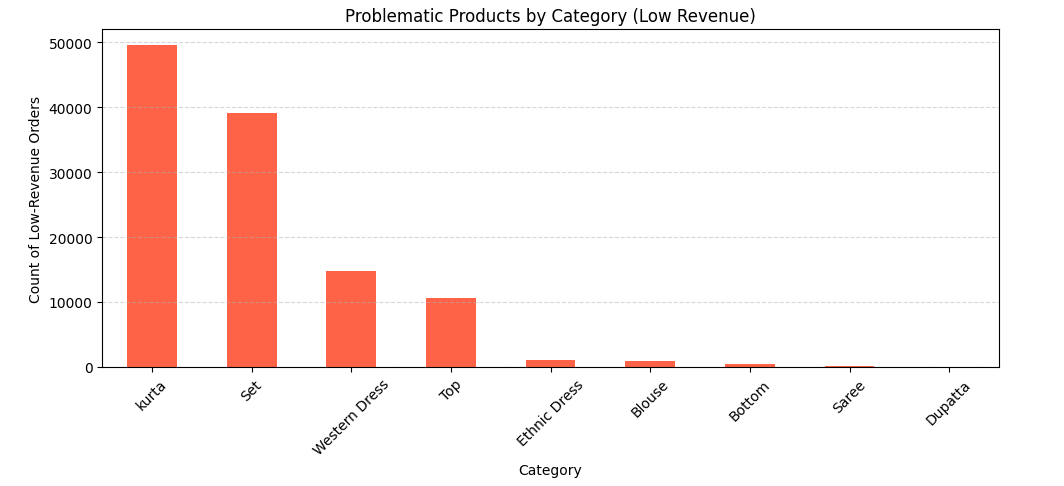 Problematic Products by Category (Low Revenue)
Count of Low-Revenue Orders
50000
40000
30000
20000
10000
0
kurta
Set
Western Dress
Top
Ethnic Dress
Blouse
Bottom
Saree
Dupatta
Category